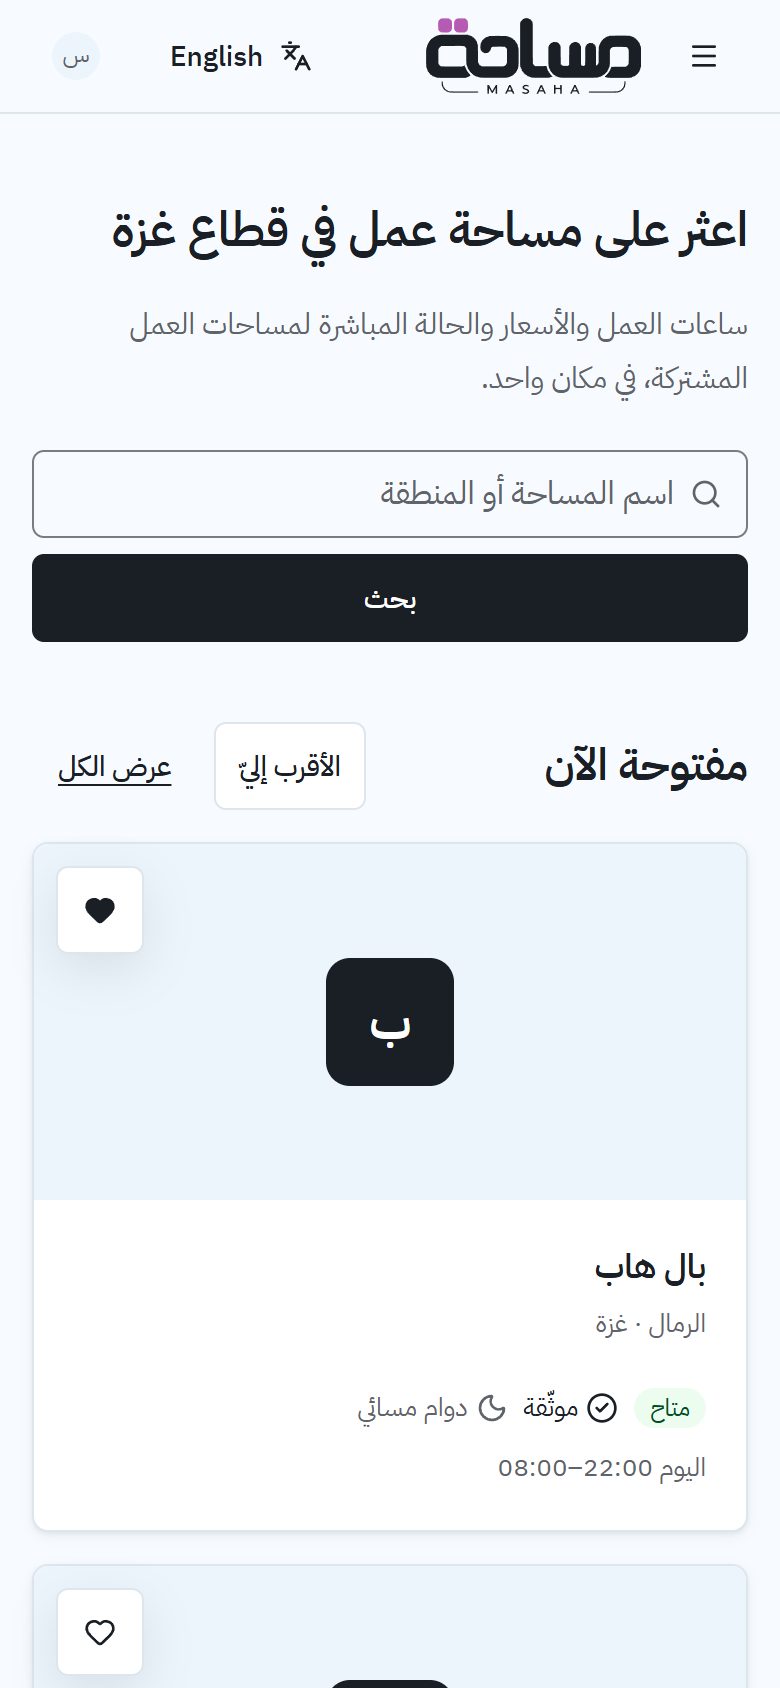 مساحة
MASAHA
English
س
اعثر على مساحة عمل في قطاع غزة
ساعات العمل والأسعار والحالة المباشرة لمساحات العمل
المشتركة، في مكان واحد.
اسم المساحة أو المنطقة
بحث
مفتوحة الآن
الأقرب إليّ
عرض الكل
ب
بال هاب
الرمال · غزة
متاح
موثّقة
دوام مسائي
اليوم 08:00–22:00